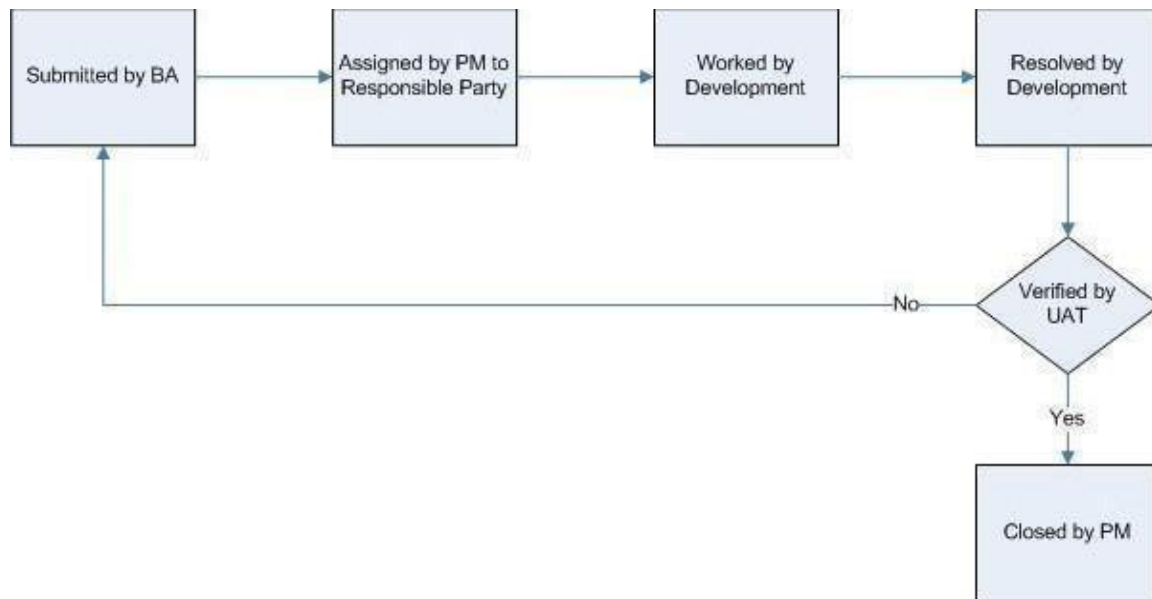 Submitted by BA
Assigned by PM to
Responsible Party
Worked by
Development
Resolved by
Development
No
Verified by
UAT
Yes
Closed by PM